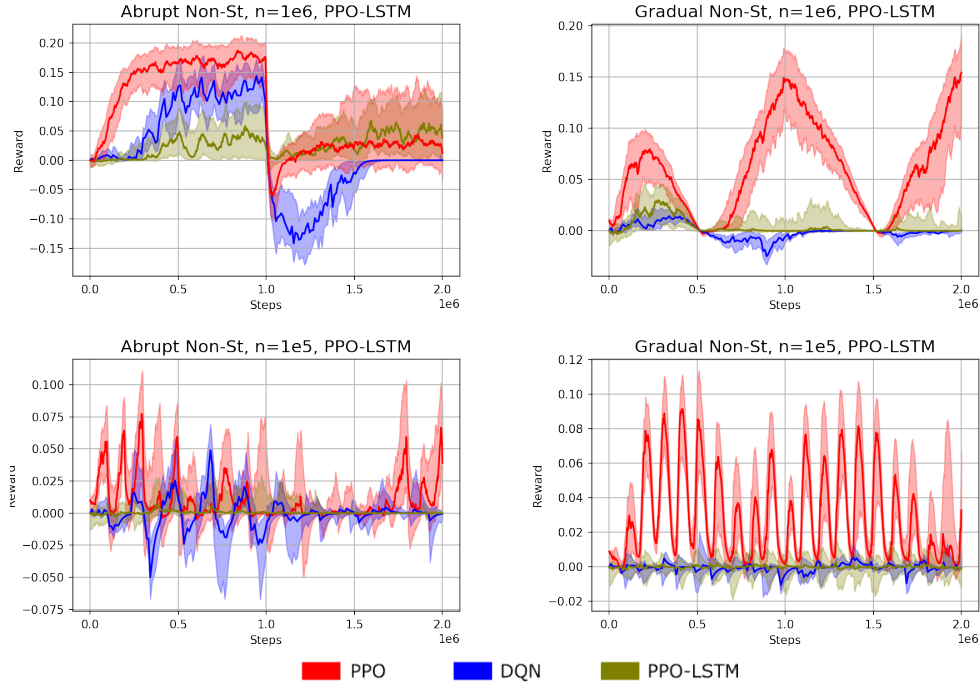 Abrupt Non-St, n=1e6, PPO-LSTM
0.20
0.15
0.10
0.05
0.00
−0.05
−0.10
−0.15
Reward
0.0 0.5 1.0 1.5 2.0
Steps
1e6
Gradual Non-St, n=1e6, PPO-LSTM
0.20
0.15
0.10
0.05
0.00
Reward
0.0 0.5 1.0 1.5 2.0
Steps
1e6
Abrupt Non-St, n=1e5, PPO-LSTM
0.100
0.075
0.050
0.025
0.000
−0.025
−0.050
−0.075
0.0 0.5 1.0 1.5 2.0
Steps
1e6
Gradual Non-St, n=1e5, PPO-LSTM
0.12
0.10
0.08
0.06
0.04
0.02
0.00
−0.02
Reward
0.0 0.5 1.0 1.5 2.0
Steps
1e6
PPO DQN PPO-LSTM